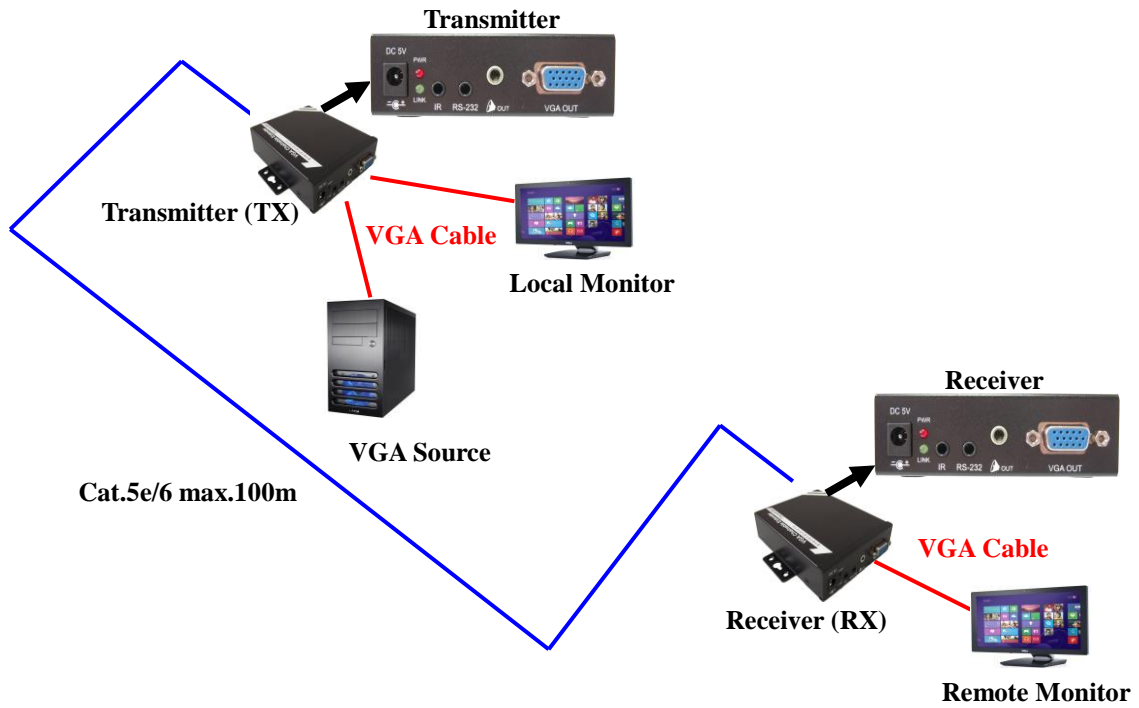 Transmitter
DC 5V
PWR
LINK
IR
RS-232
OUT
VGA OUT
Transmitter (TX)
VGA Cable
Local Monitor
VGA Source
Cat.5e/6 max.100m
Receiver
DC 5V
PWR
LINK
IR
RS-232
OUT
VGA OUT
VGA Cable
Receiver (RX)
Remote Monitor